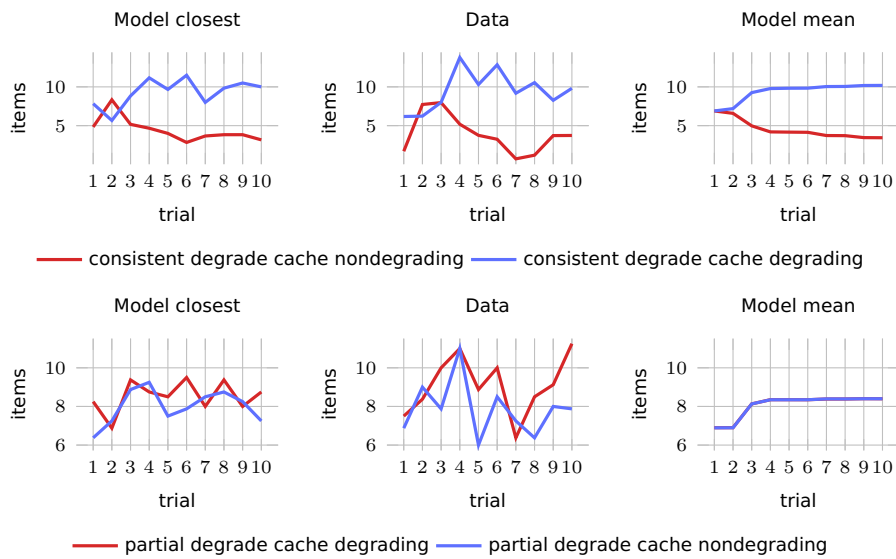 Model closest
Data
Model mean
items
10
5
1 2 3 4 5 6 7 8 9 10
trial
items
10
5
1 2 3 4 5 6 7 8 9 10
trial
items
10
5
1 2 3 4 5 6 7 8 9 10
trial
consistent degrade cache nondegrading
consistent degrade cache degrading
Model closest
Data
Model mean
items
10
8
6
1 2 3 4 5 6 7 8 9 10
trial
items
10
8
6
1 2 3 4 5 6 7 8 9 10
trial
items
10
8
6
1 2 3 4 5 6 7 8 9 10
trial
partial degrade cache degrading
partial degrade cache nondegrading